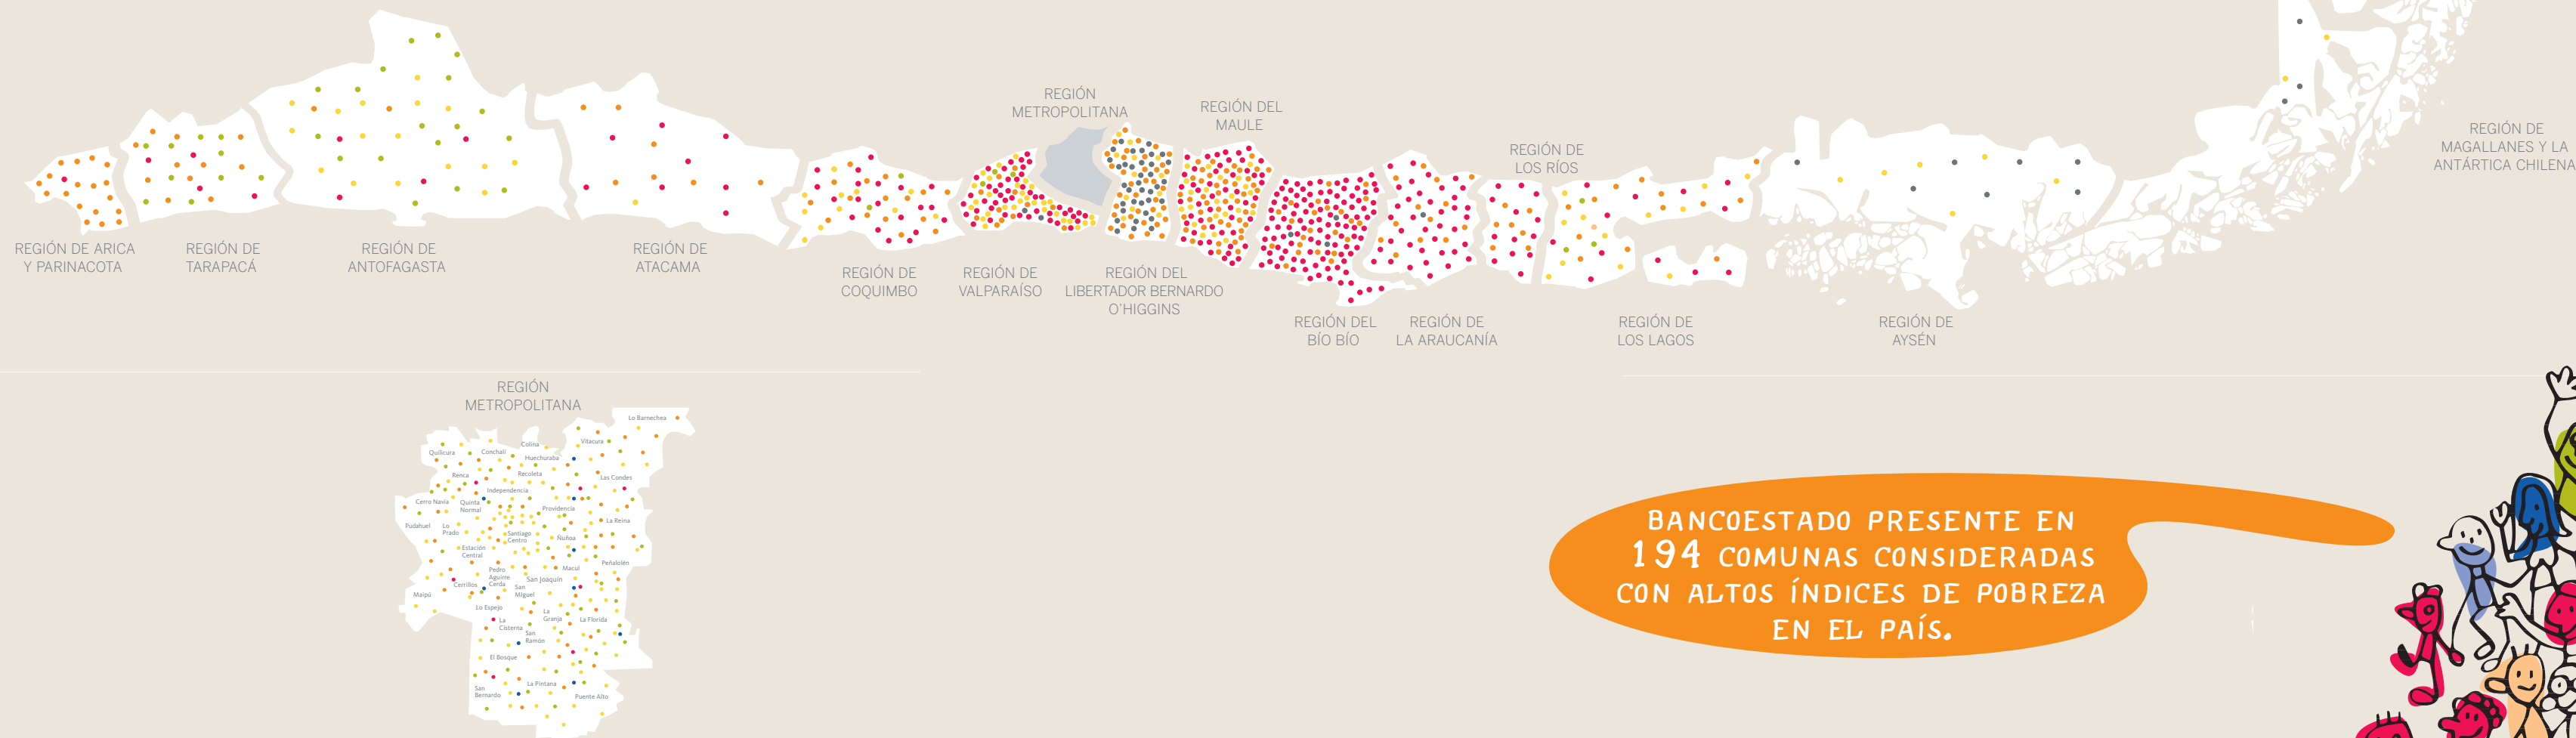 REGIÓN DE ARICA
Y PARINACOTA
REGIÓN DE
TARAPACÁ
REGIÓN DE
ANTOFAGASTA
REGIÓN DE
ATACAMA
REGIÓN DE
COQUIMBO
REGIÓN DE
VALPARAÍSO
REGIÓN
METROPOLITANA
REGIÓN DEL
LIBERTADOR BERNARDO
O'HIGGINS
REGIÓN DEL
MAULE
REGIÓN DEL
BÍO BÍO
REGIÓN DE
LA ARAUCANÍA
REGIÓN DE
LOS RÍOS
REGIÓN DE
LOS LAGOS
REGIÓN DE
AYSÉN
REGIÓN DE
MAGALLANES Y LA
ANTÁRTICA CHILENA
REGIÓN
METROPOLITANA
Lo Barnechea
Colina
Vitacura
Quilicura
Conchalí
Huechuraba
Renca
Recoleta
Las Condes
Independencia
Cerro Navia
Quinta
Normal
Providencia
La Reina
Pudahuel
Lo
Prado
Santiago
Centro
Ñuñoa
Estación
Central
Peñalolén
Pedro
Aguirre
Cerda
Macul
San Joaquín
Cerrillos
San
Miguel
Maipú
Lo Espejo
La
Granja
La Florida
La
Cisterna
San
Ramón
El Bosque
La Pintana
San
Bernardo
Puente Alto
BANCOESTADO PRESENTE EN
194 COMUNAS CONSIDERADAS
CON ALTOS ÍNDICES DE POBREZA
EN EL PAÍS.